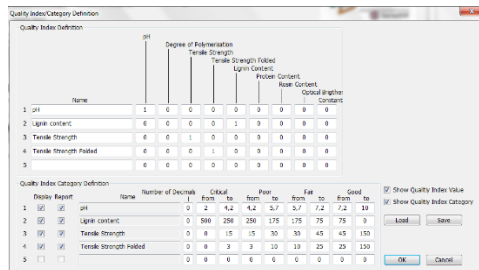 Quality Index/Category Definition
Quality Index Definition
pH
Degree of Polymerisation
Tensile Strength
Tensile Strength Folded
Lignin Content
Protein Content
Rosin Content
Optical Brigther
Constant
Name
1 pH 1 0 0 0 0 0 0 0 0
2 Lignin content 0 0 0 0 1 0 0 0 0
3 Tensile Strength 0 0 1 0 0 0 0 0 0
4 Tensile Strength Folded 0 0 0 1 0 0 0 0 0
5 0 0 0 0 0 0 0 0 0
Quality Index Category Definition
Display Report Name Number of Decimals Critical from to Poor from to Fair from to Good from to
1 pH 0 2 4,2 4,2 5,7 5,7 7,2 7,2 10
2 Lignin content 0 500 250 250 175 175 75 75 0
3 Tensile Strength 0 0 15 15 30 30 45 45 150
4 Tensile Strength Folded 0 0 3 3 10 10 25 25 150
5 0 0 0 0 0 0 0 0 0
Show Quality Index Value
Show Quality Index Category
Load Save
OK Cancel